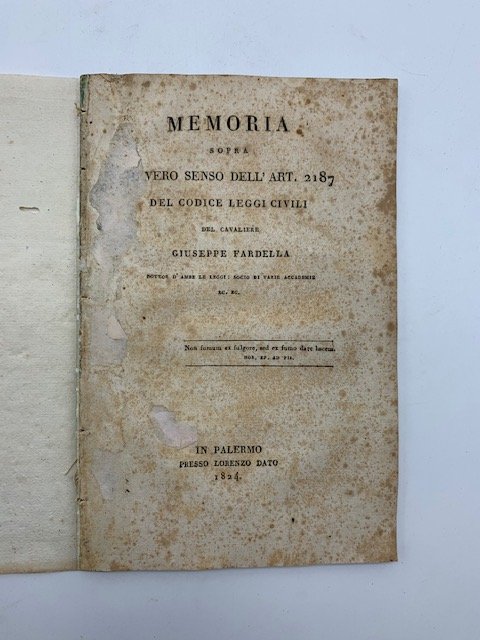 MEMORIA
SOPRA
VERO SENSO DELL'ART. 2187
DEL CODICE LEGGI CIVILI
DEL CAVALIERE
GIUSEPPE FARDELLA
DOTTOR D'AMBE LE LEGGI: SOCIO DI VARIE ACCADEMIE
EC. EC.
Non fumum ex fulgore, sed ex fumo dare lucem.
HOR. EP. AD PIS.
IN PALERMO
PRESSO LORENZO DATO
1824.